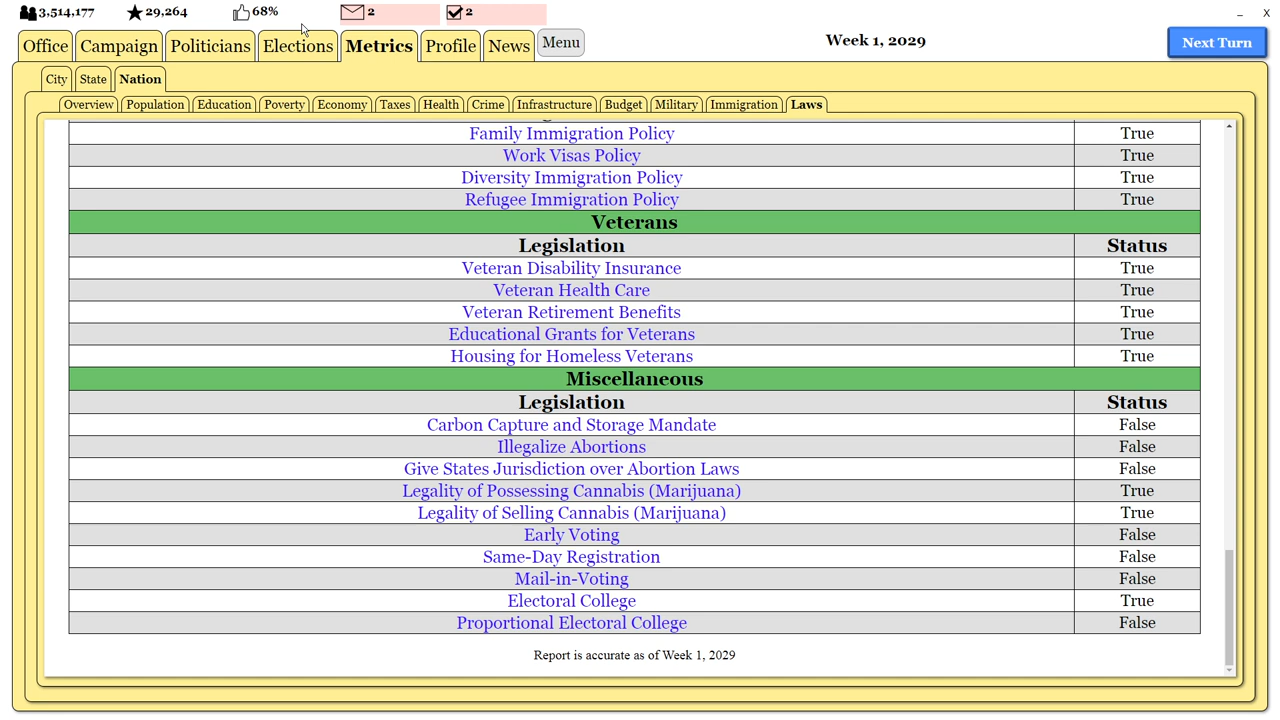 3,514,177 29,264 68% 2 2
_ X
Office Campaign Politicians Elections Metrics Profile News Menu Week 1, 2029 Next Turn
City State Nation
Overview Population Education Poverty Economy Taxes Health Crime Infrastructure Budget Military Immigration Laws
Family Immigration Policy True
Work Visas Policy True
Diversity Immigration Policy True
Refugee Immigration Policy True
Veterans
Legislation Status
Veteran Disability Insurance True
Veteran Health Care True
Veteran Retirement Benefits True
Educational Grants for Veterans True
Housing for Homeless Veterans True
Miscellaneous
Legislation Status
Carbon Capture and Storage Mandate False
Illegalize Abortions False
Give States Jurisdiction over Abortion Laws False
Legality of Possessing Cannabis (Marijuana) True
Legality of Selling Cannabis (Marijuana) True
Early Voting False
Same-Day Registration False
Mail-in-Voting False
Electoral College True
Proportional Electoral College False
Report is accurate as of Week 1, 2029